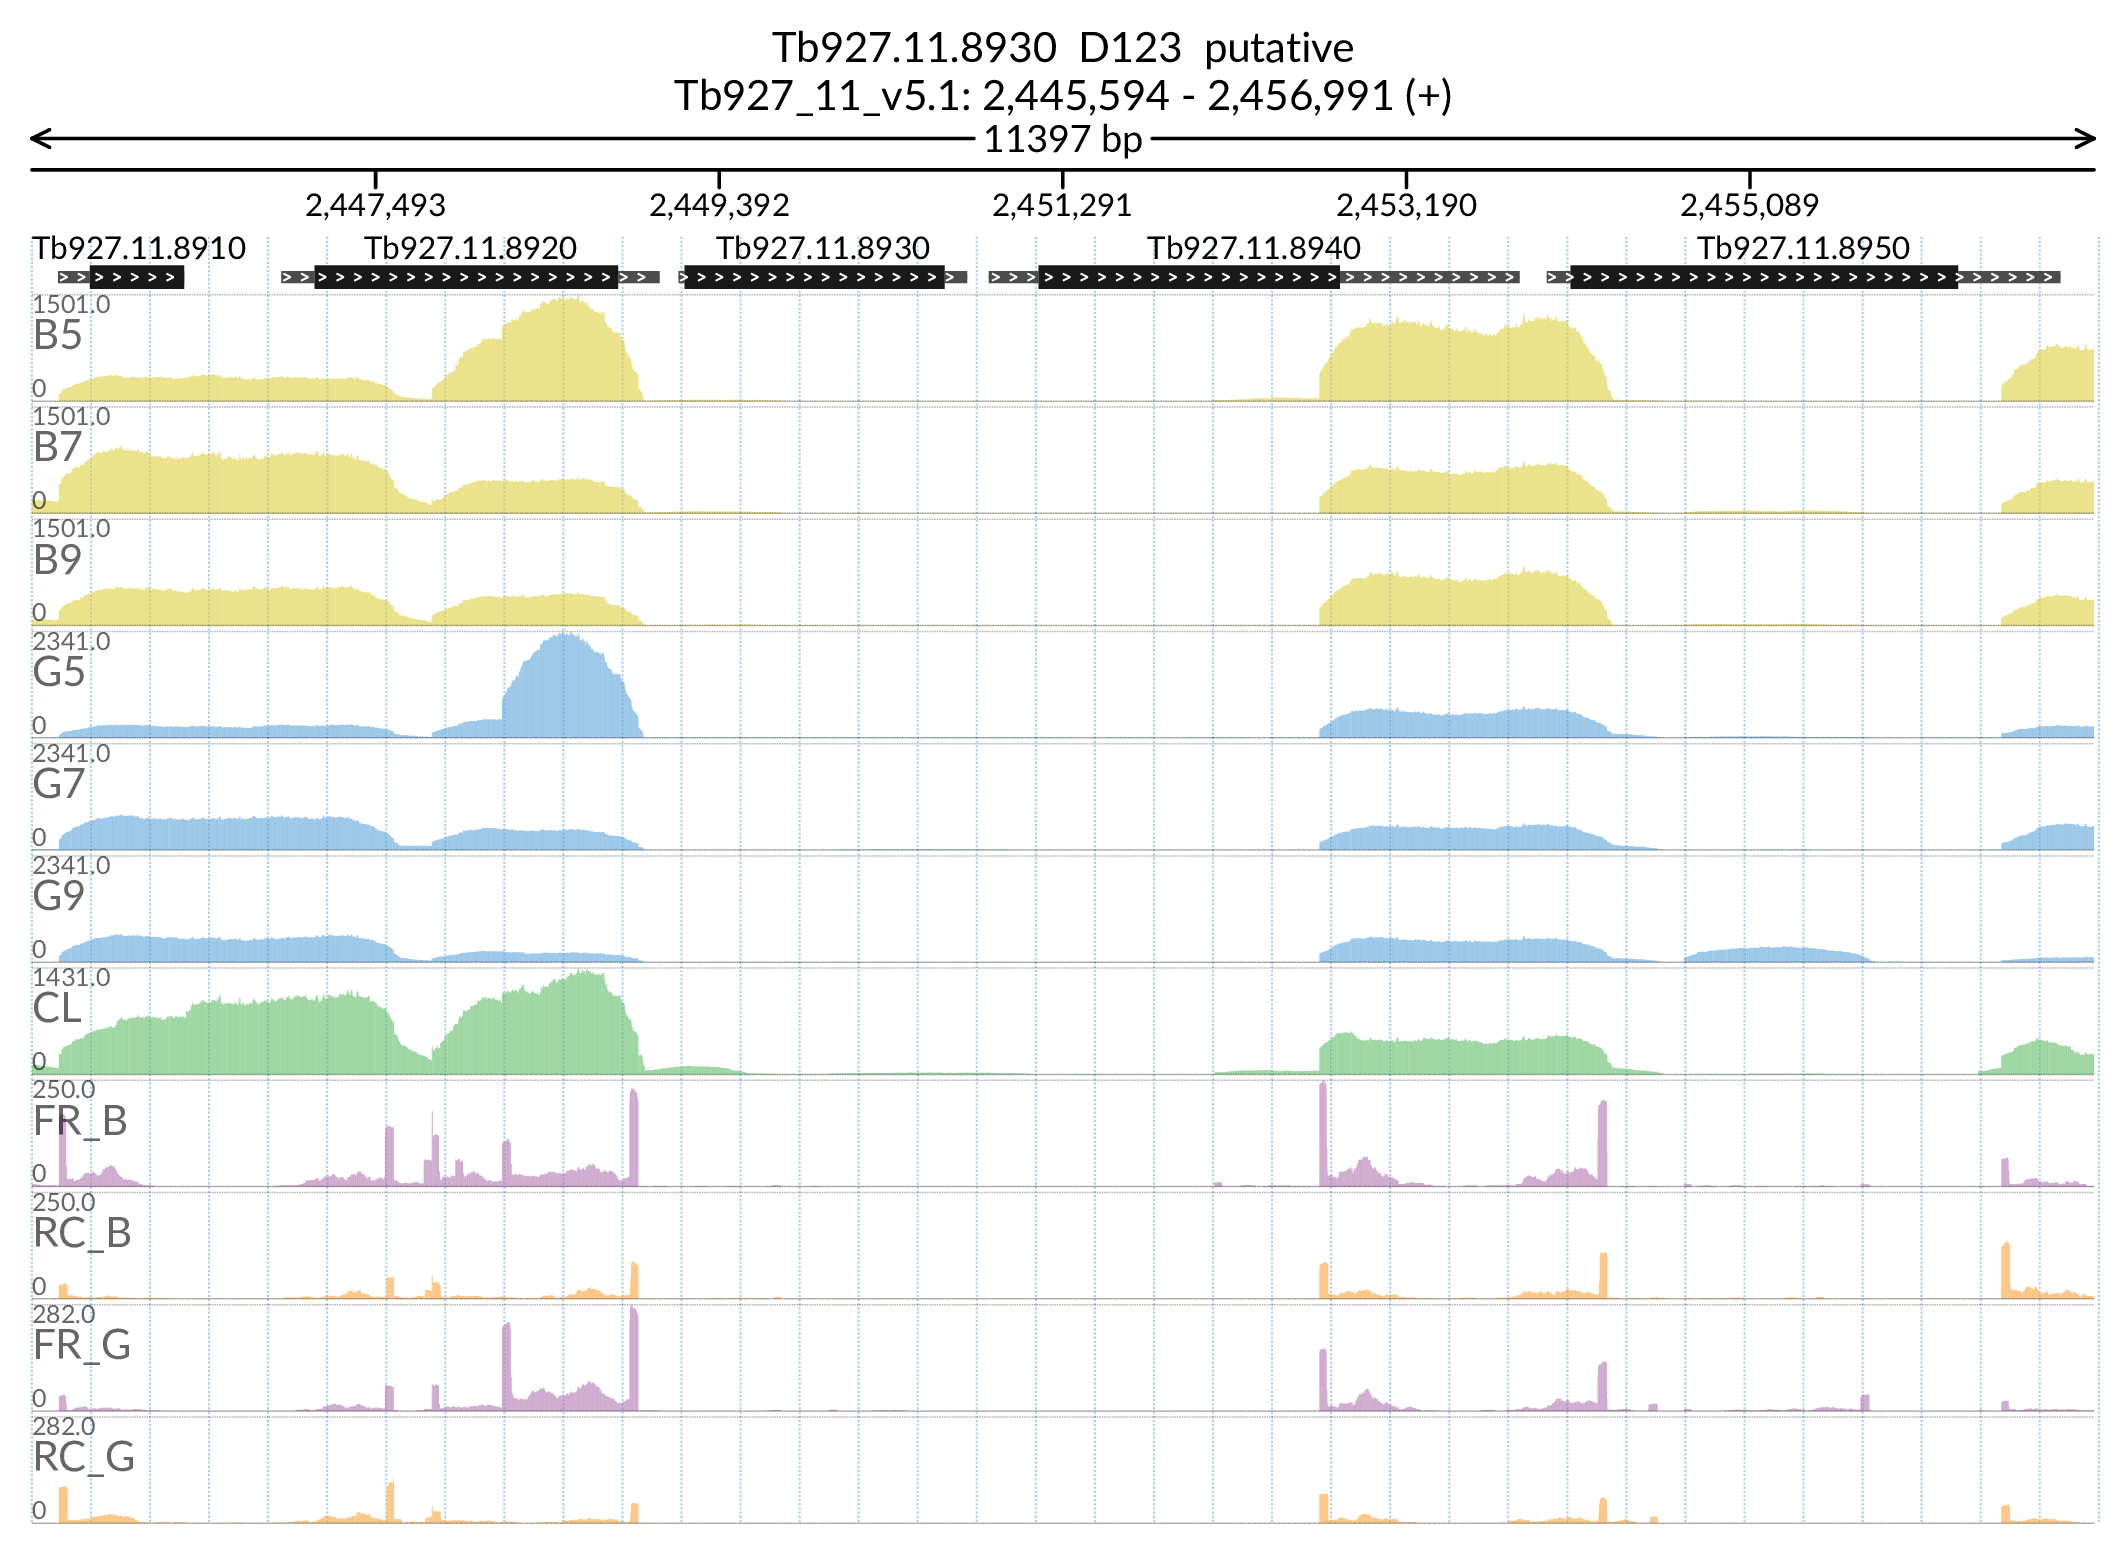 Tb927.11.8930 D123 putative
Tb927_11_v5.1: 2,445,594 - 2,456,991 (+)
11397 bp
2,447,493 2,449,392 2,451,291 2,453,190 2,455,089
Tb927.11.8910 Tb927.11.8920 Tb927.11.8930 Tb927.11.8940 Tb927.11.8950
1501.0
B5
0
1501.0
B7
0
1501.0
B9
0
2341.0
G5
0
2341.0
G7
0
2341.0
G9
0
1431.0
CL
0
250.0
FR_B
0
250.0
RC_B
0
282.0
FR_G
0
282.0
RC_G
0